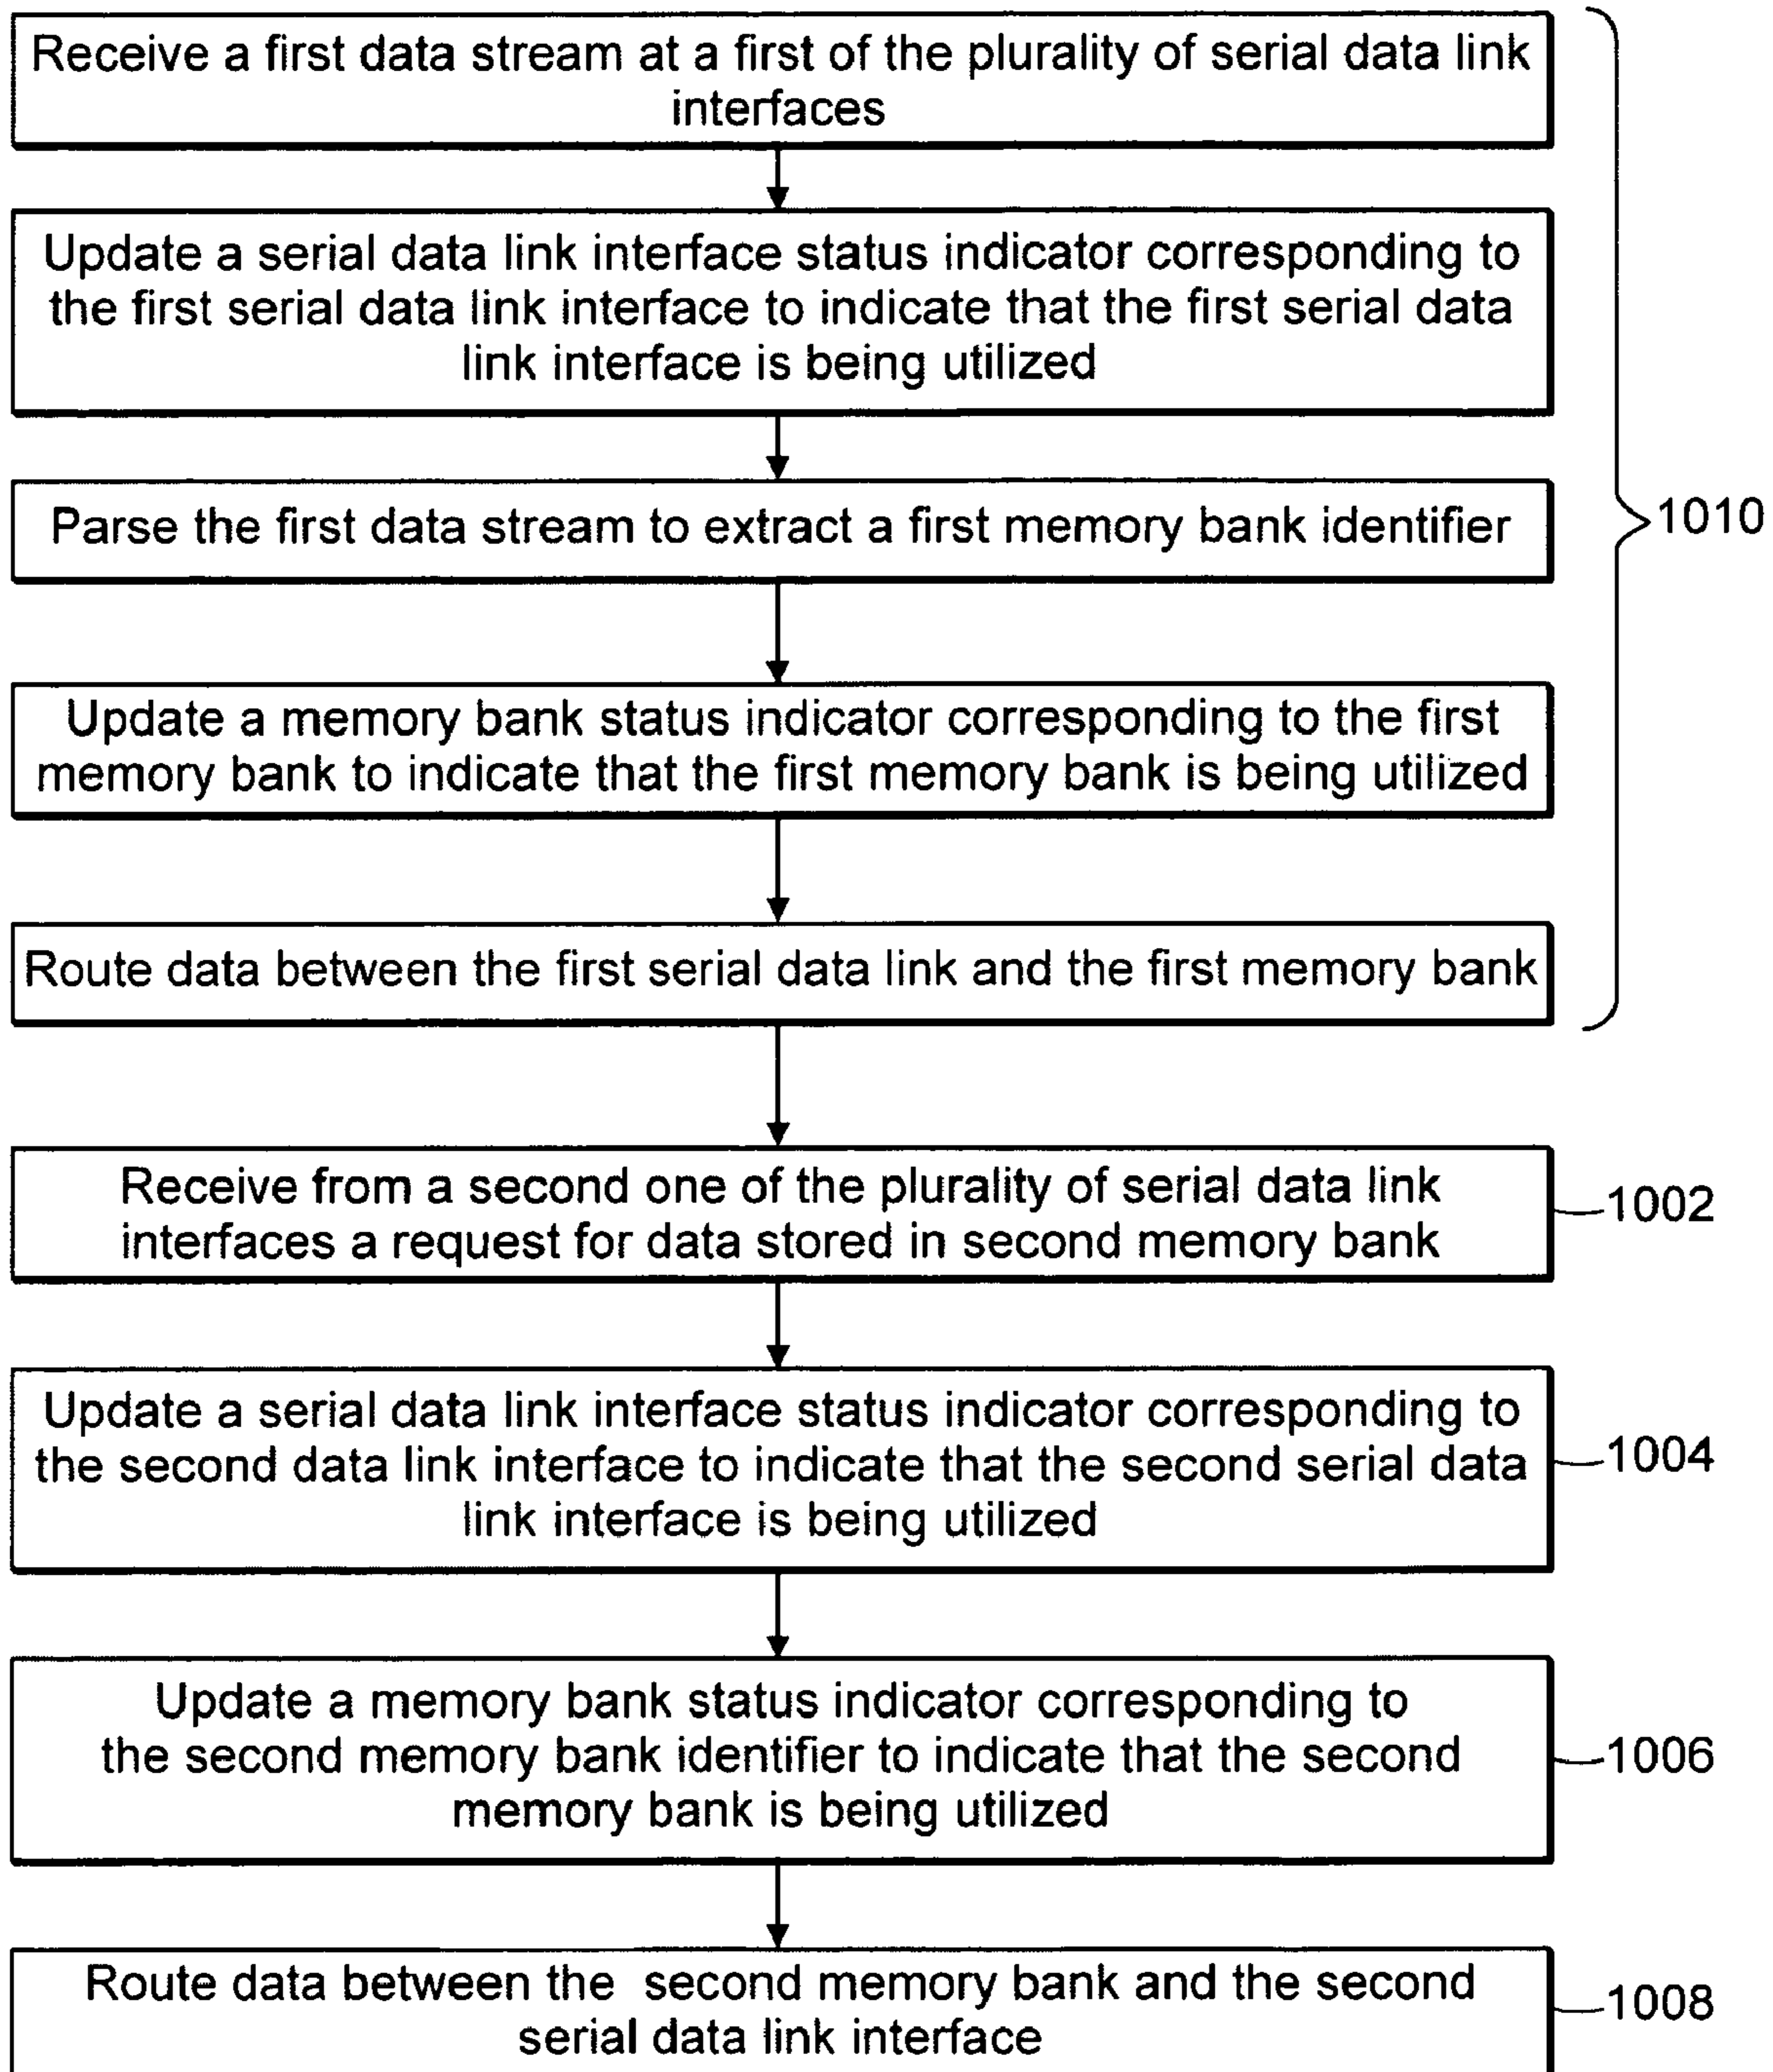 Receive a first data stream at a first of the plurality of serial data link
interfaces
Update a serial data link interface status indicator corresponding to
the first serial data link interface to indicate that the first serial data
link interface is being utilized
Parse the first data stream to extract a first memory bank identifier
1010
Update a memory bank status indicator corresponding to the first
memory bank to indicate that the first memory bank is being utilized
Route data between the first serial data link and the first memory bank
Receive from a second one of the plurality of serial data link
interfaces a request for data stored in second memory bank
1002
Update a serial data link interface status indicator corresponding to
the second data link interface to indicate that the second serial data
link interface is being utilized
1004
Update a memory bank status indicator corresponding to
the second memory bank identifier to indicate that the second
memory bank is being utilized
1006
Route data between the second memory bank and the second
serial data link interface
1008